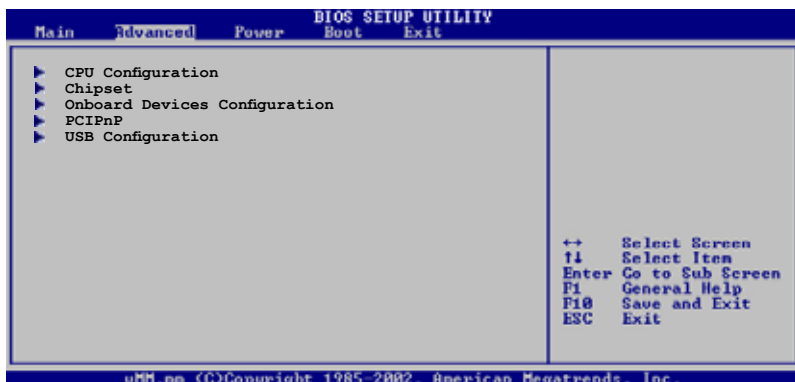 BIOS SETUP UTILITY
Main Advanced Power Boot Exit
CPU Configuration
Chipset
Onboard Devices Configuration
PCIPnP
USB Configuration
↔ Select Screen
↑↓ Select Item
Enter Go to Sub Screen
F1 General Help
F10 Save and Exit
ESC Exit
(C)Copyright 1985-2002, American Megatrends, Inc.